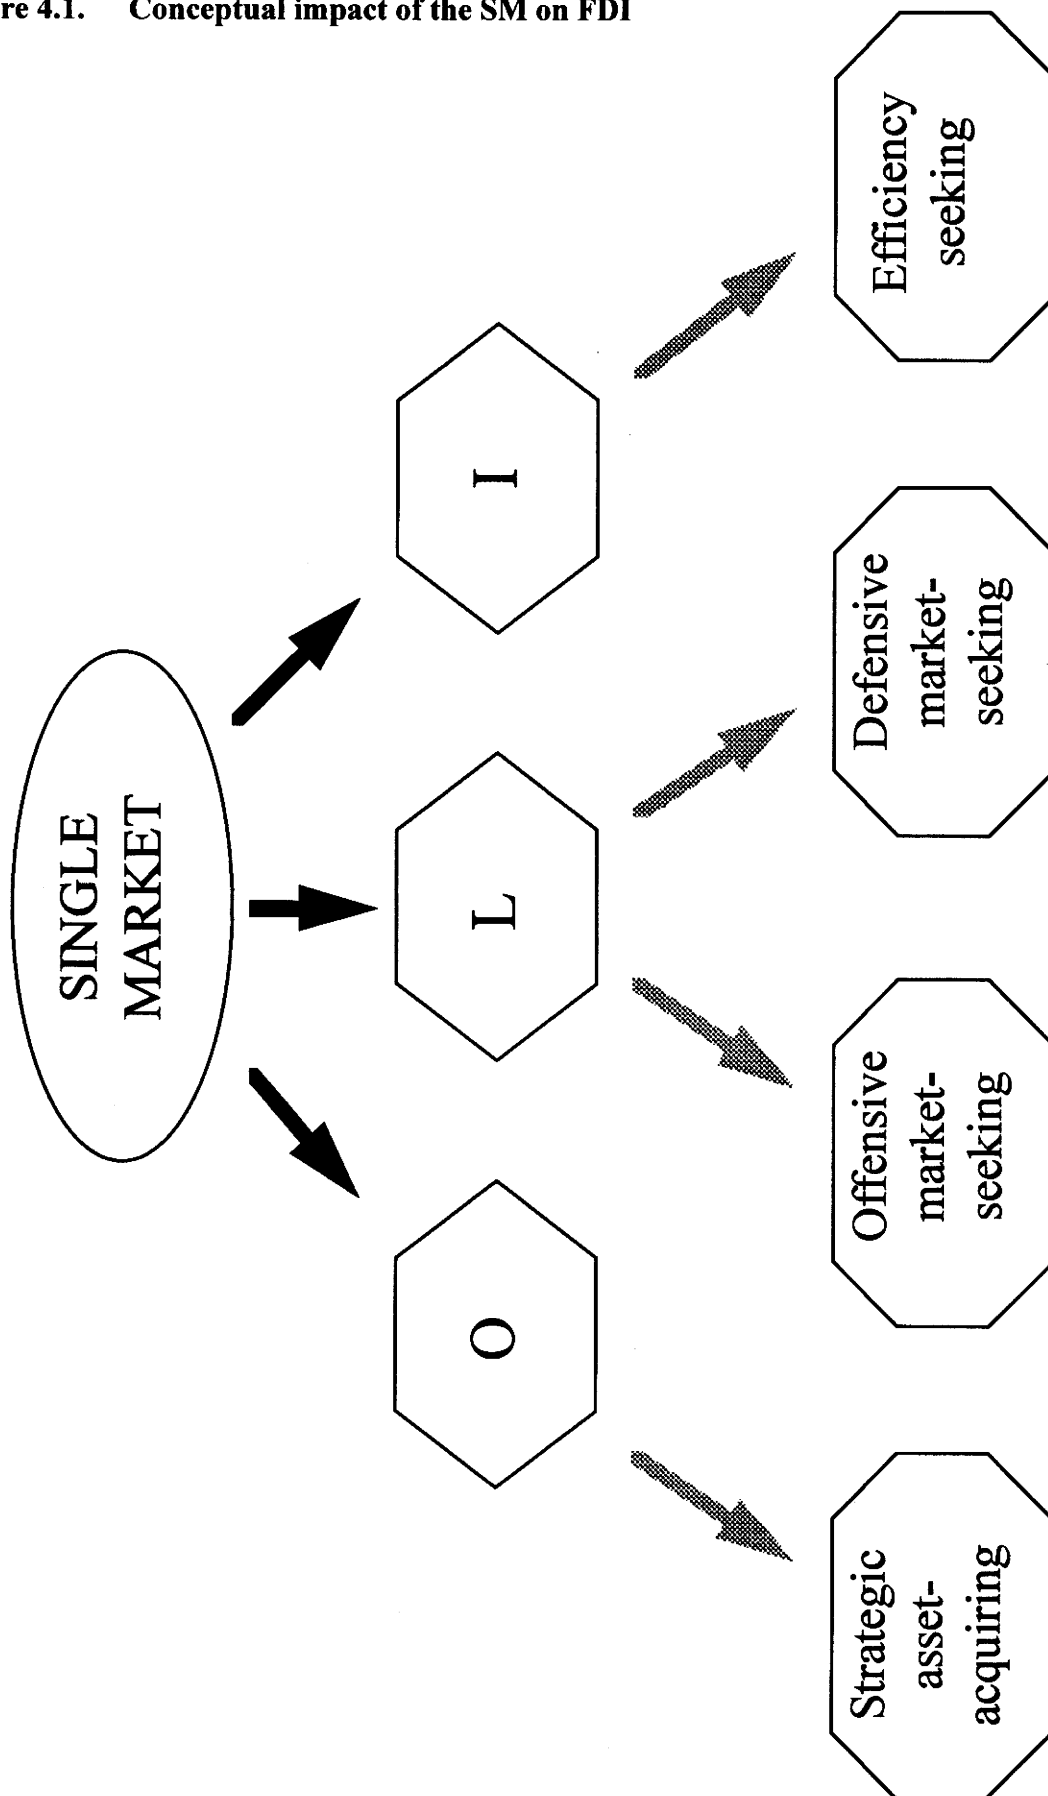 re 4.1. Conceptual impact of the SM on FDI
SINGLE
MARKET
O
L
I
Strategic
asset-
acquiring
Offensive
market-
seeking
Defensive
market-
seeking
Efficiency
seeking